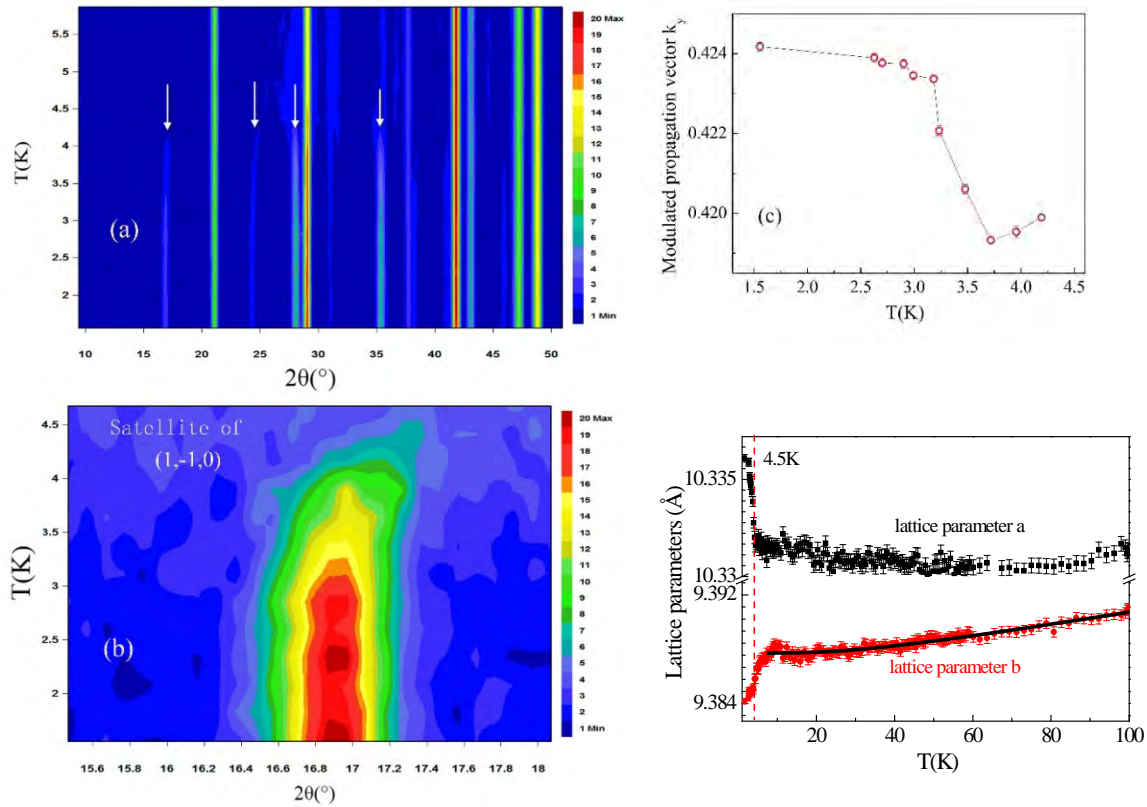 20 Max
19
18
17
16
15
14
13
12
11
10
9
8
7
6
5
4
3
2
1 Min
5.5
5
4.5
4
3.5
3
2.5
2
T(K)
(a)
10 15 20 25 30 35 40 45 50
2θ(°)
0.424
0.422
0.420
Modulated propagation vector k_y
(c)
1.5 2.0 2.5 3.0 3.5 4.0 4.5
T(K)
Satellite of
(1,-1,0)
4.5
4
3.5
3
2.5
2
T(K)
(b)
20 Max
19
18
17
16
15
14
13
12
11
10
9
8
7
6
5
4
3
2
1 Min
15.6 15.8 16 16.2 16.4 16.6 16.8 17 17.2 17.4 17.6 17.8 18
2θ(°)
4.5K
10.335
lattice parameter a
10.33
9.392
lattice parameter b
9.384
Lattice parameters (Å)
20 40 60 80 100
T(K)